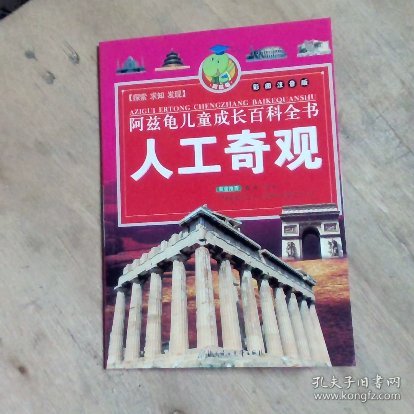 彩图注音版
【探索 求知 发现】
AZIGUI ERTONG CHENGZHANG BAIKEQUANSHU
阿兹龟儿童成长百科全书
人工奇观
孔夫子旧书网
kongfz.com